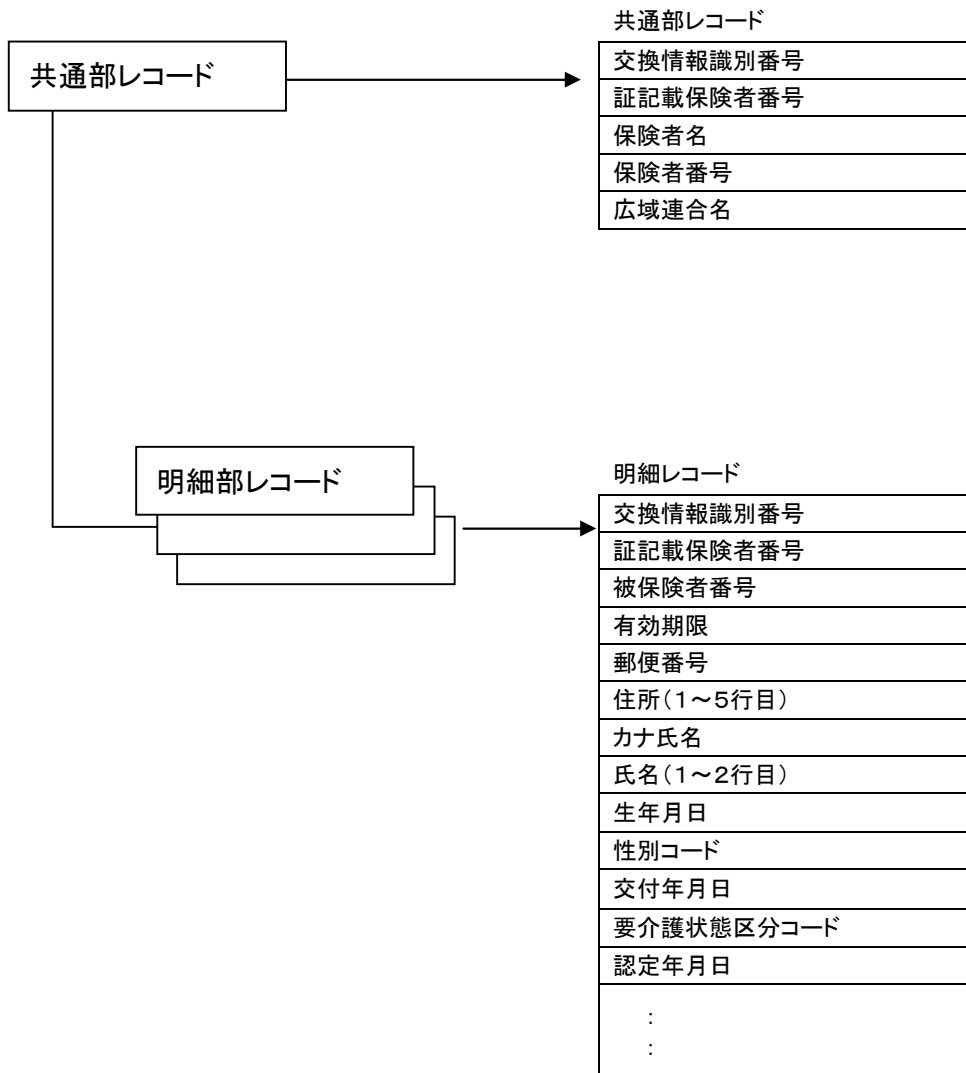 共通部レコード
共通部レコード
交換情報識別番号
証記載保険者番号
保険者名
保険者番号
広域連合名
明細部レコード
明細レコード
交換情報識別番号
証記載保険者番号
被保険者番号
有効期限
郵便番号
住所(1~5行目)
カナ氏名
氏名(1~2行目)
生年月日
性別コード
交付年月日
要介護状態区分コード
認定年月日
:
: